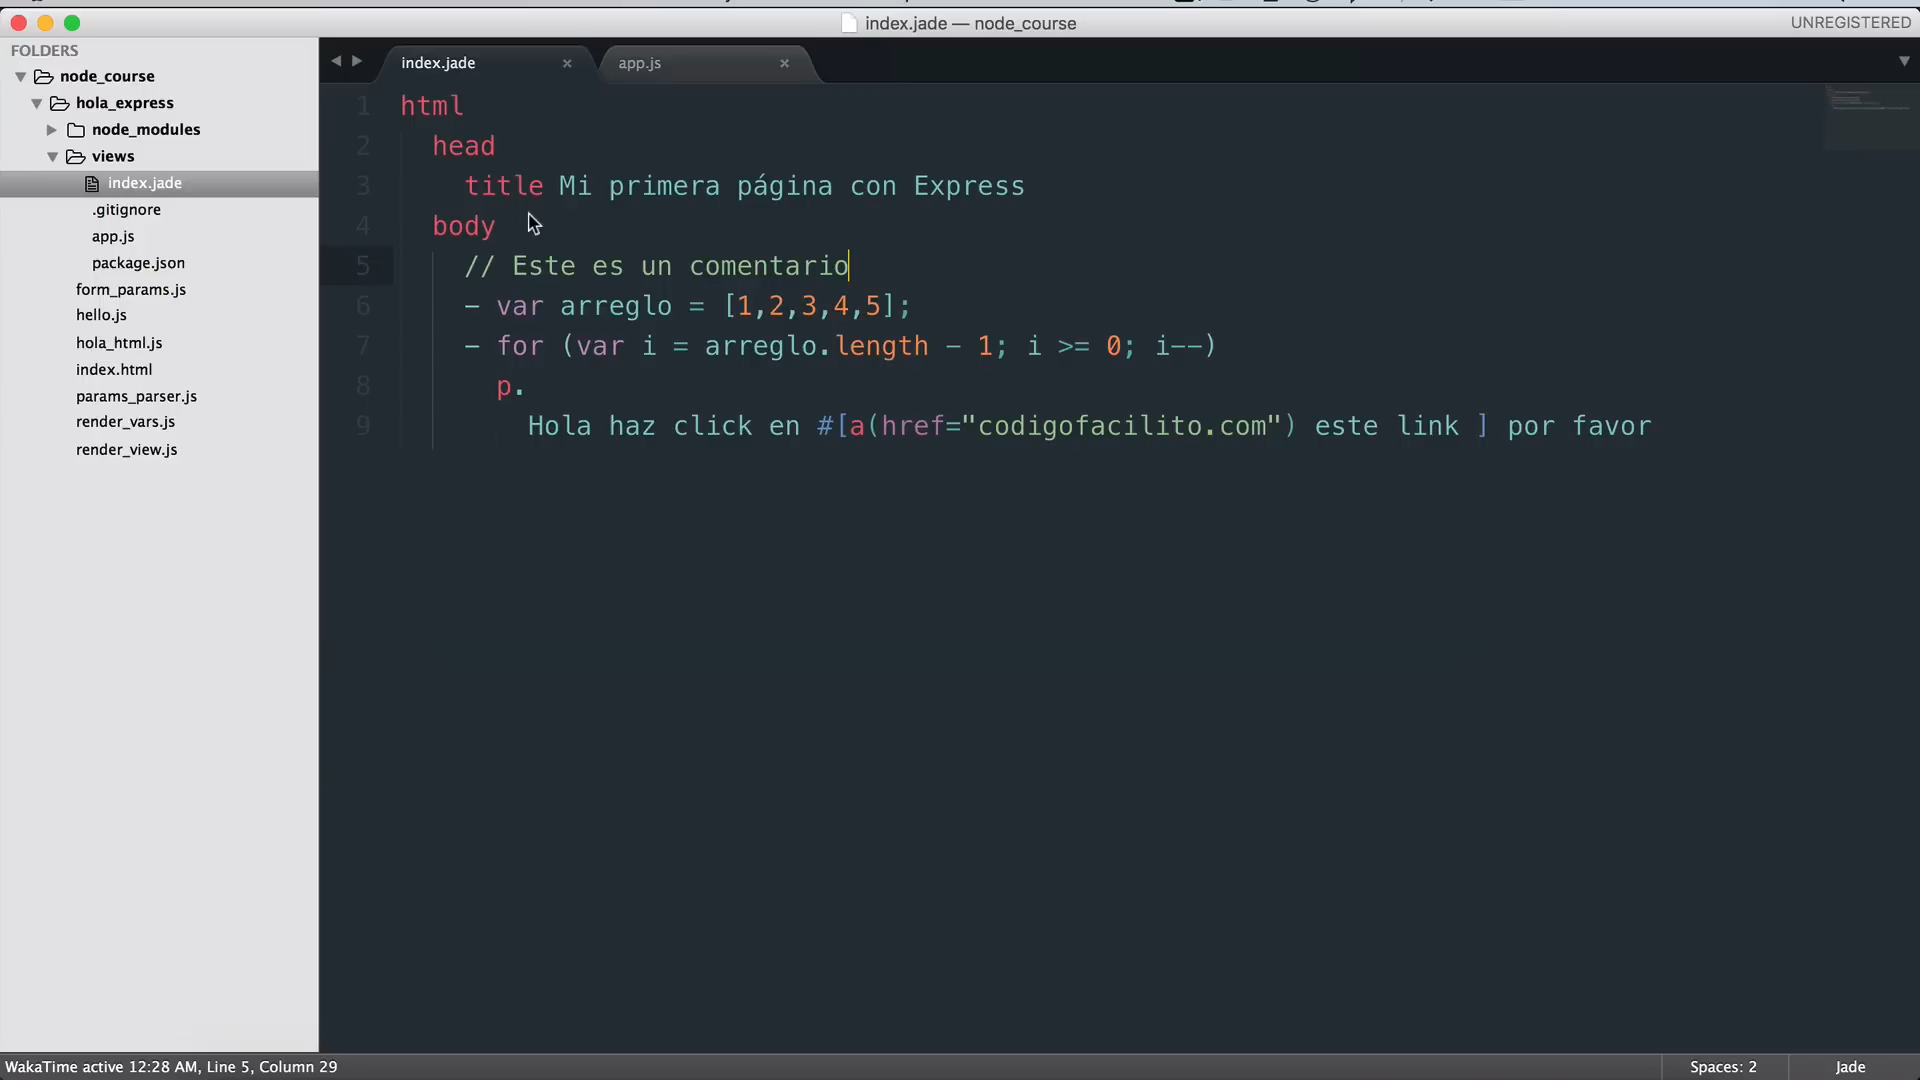 index.jade — node_course
UNREGISTERED
FOLDERS
node_course
hola_express
node_modules
views
index.jade
.gitignore
app.js
package.json
form_params.js
hello.js
hola_html.js
index.html
params_parser.js
render_vars.js
render_view.js
index.jade
app.js
1 html
2 head
3 title Mi primera página con Express
4 body
5 // Este es un comentario
6 - var arreglo = [1,2,3,4,5];
7 - for (var i = arreglo.length - 1; i >= 0; i--)
8 p.
9 Hola haz click en #[a(href="codigofacilito.com") este link ] por favor
WakaTime active 12:28 AM, Line 5, Column 29
Spaces: 2
Jade